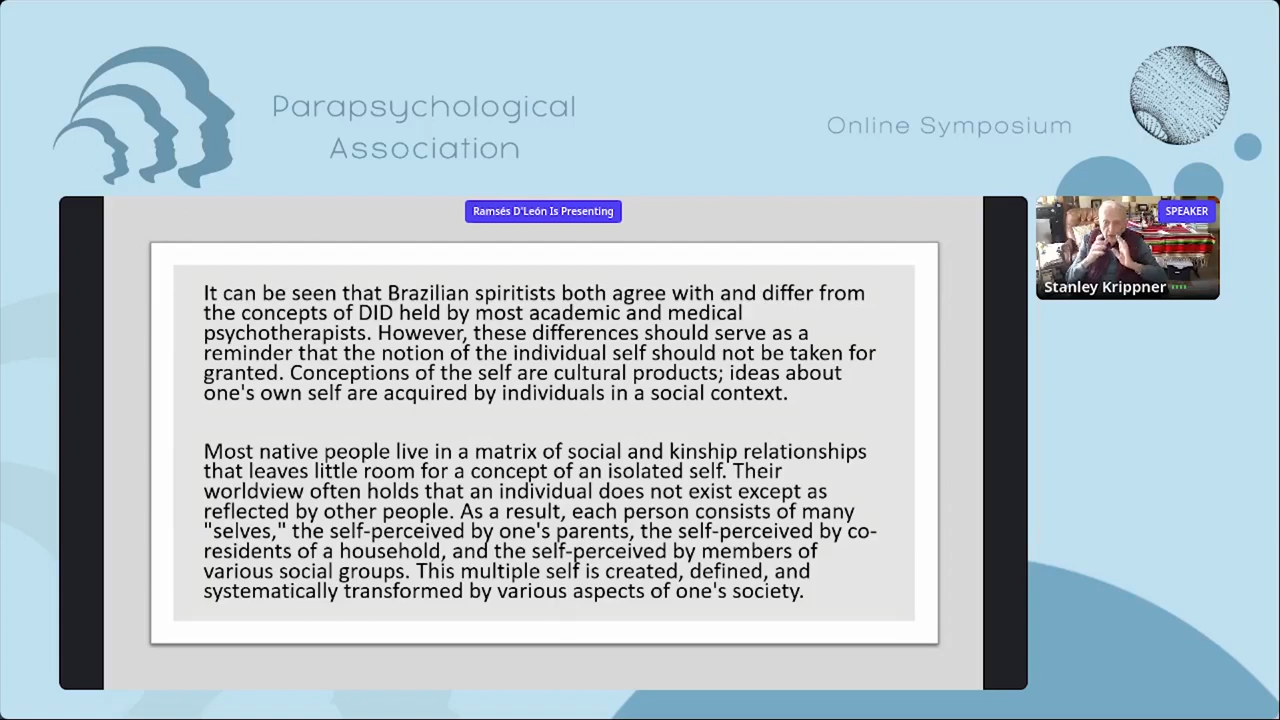 Parapsychological
Association
Online Symposium
Ramsés D'León Is Presenting
SPEAKER
Stanley Krippner
It can be seen that Brazilian spiritists both agree with and differ from
the concepts of DID held by most academic and medical
psychotherapists. However, these differences should serve as a
reminder that the notion of the individual self should not be taken for
granted. Conceptions of the self are cultural products; ideas about
one's own self are acquired by individuals in a social context.
Most native people live in a matrix of social and kinship relationships
that leaves little room for a concept of an isolated self. Their
worldview often holds that an individual does not exist except as
reflected by other people. As a result, each person consists of many
"selves," the self-perceived by one's parents, the self-perceived by co-
residents of a household, and the self-perceived by members of
various social groups. This multiple self is created, defined, and
systematically transformed by various aspects of one's society.